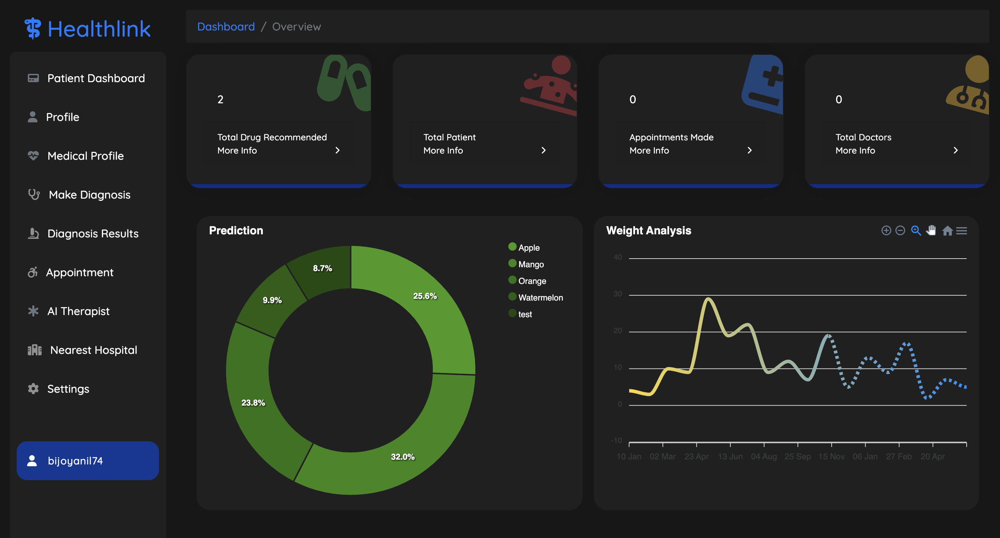 Healthlink
Dashboard / Overview
Patient Dashboard
Profile
Medical Profile
Make Diagnosis
Diagnosis Results
Appointment
AI Therapist
Nearest Hospital
Settings
bijoyanil74
2
Total Drug Recommended
More Info
Total Patient
More Info
0
Appointments Made
More Info
0
Total Doctors
More Info
Prediction
Apple
Mango
Orange
Watermelon
test
8.7%
25.6%
9.9%
23.8%
32.0%
Weight Analysis
40
30
20
10
0
-10
10 Jan 02 Mar 23 Apr 13 Jun 04 Aug 25 Sep 15 Nov 06 Jan 27 Feb 20 Apr